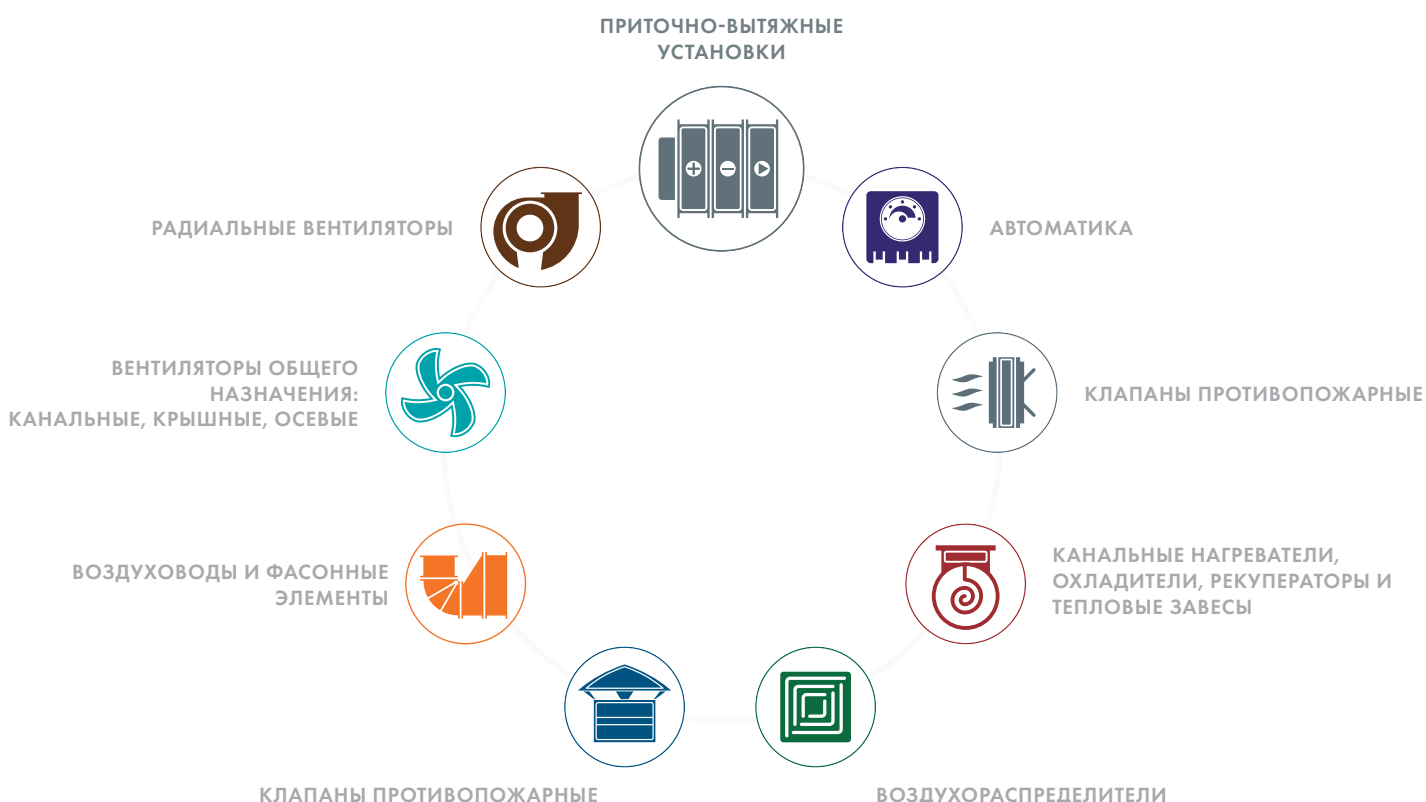 ПРИТОЧНО-ВЫТЯЖНЫЕ
УСТАНОВКИ
РАДИАЛЬНЫЕ ВЕНТИЛЯТОРЫ
АВТОМАТИКА
ВЕНТИЛЯТОРЫ ОБЩЕГО
НАЗНАЧЕНИЯ:
КАНАЛЬНЫЕ, КРЫШНЫЕ, ОСЕВЫЕ
КЛАПАНЫ ПРОТИВОПОЖАРНЫЕ
ВОЗДУХОВОДЫ И ФАСОННЫЕ
ЭЛЕМЕНТЫ
КАНАЛЬНЫЕ НАГРЕВАТЕЛИ,
ОХЛАДИТЕЛИ, РЕКУПЕРАТОРЫ И
ТЕПЛОВЫЕ ЗАВЕСЫ
КЛАПАНЫ ПРОТИВОПОЖАРНЫЕ
ВОЗДУХОРАСПРЕДЕЛИТЕЛИ